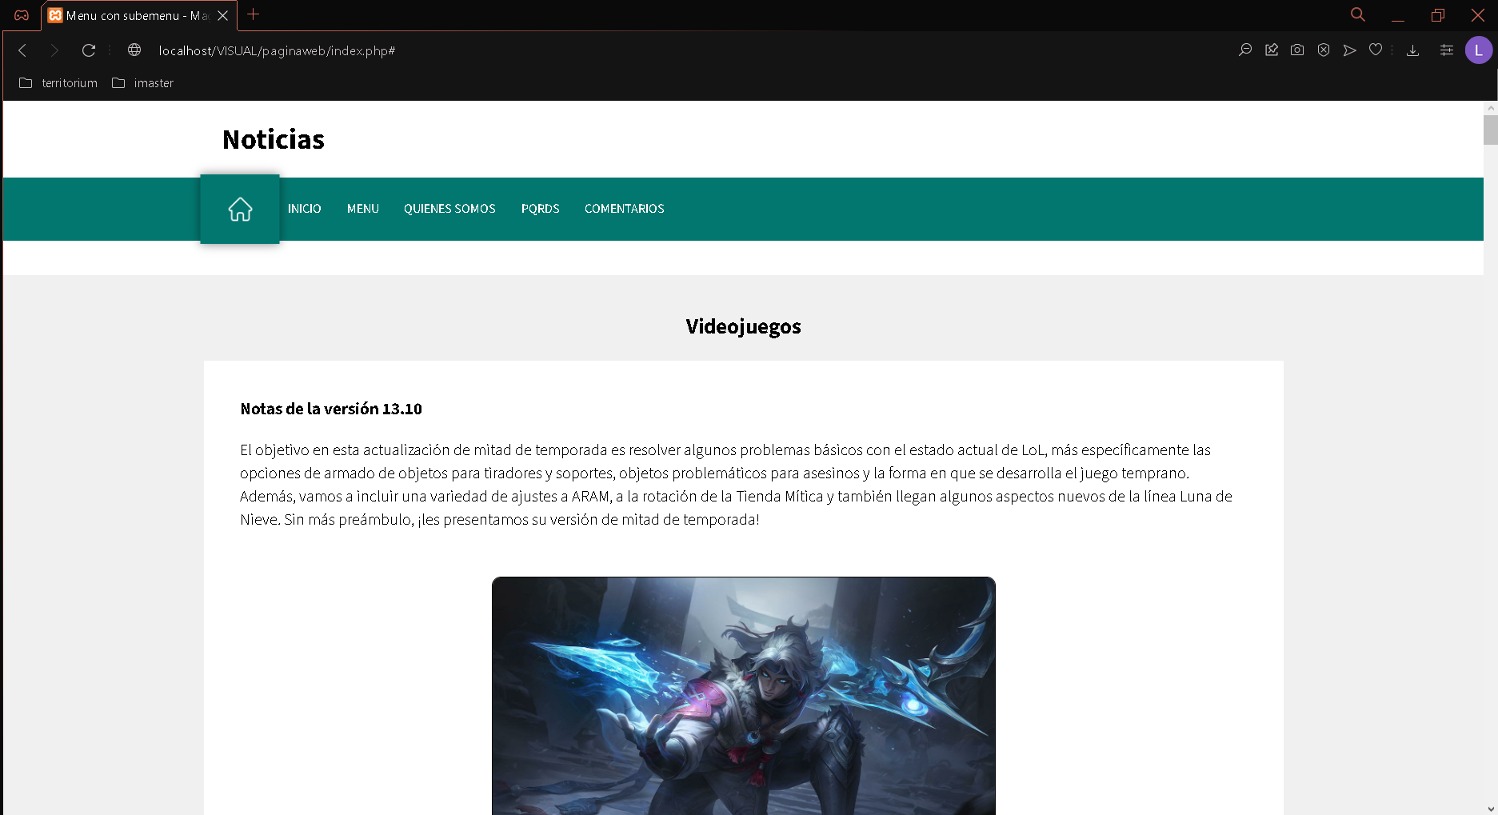 Menu con submenu - Ma
localhost/VISUAL/paginaweb/index.php#
L
territorium imaster
Noticias
INICIO MENU QUIENES SOMOS PQRDS COMENTARIOS
Videojuegos
Notas de la versión 13.10
El objetivo en esta actualización de mitad de temporada es resolver algunos problemas básicos con el estado actual de LoL, más específicamente las
opciones de armado de objetos para tiradores y soportes, objetos problemáticos para asesinos y la forma en que se desarrolla el juego temprano.
Además, vamos a incluir una variedad de ajustes a ARAM, a la rotación de la Tienda Mítica y también llegan algunos aspectos nuevos de la línea Luna de
Nieve. Sin más preámbulo, ¡les presentamos su versión de mitad de temporada!